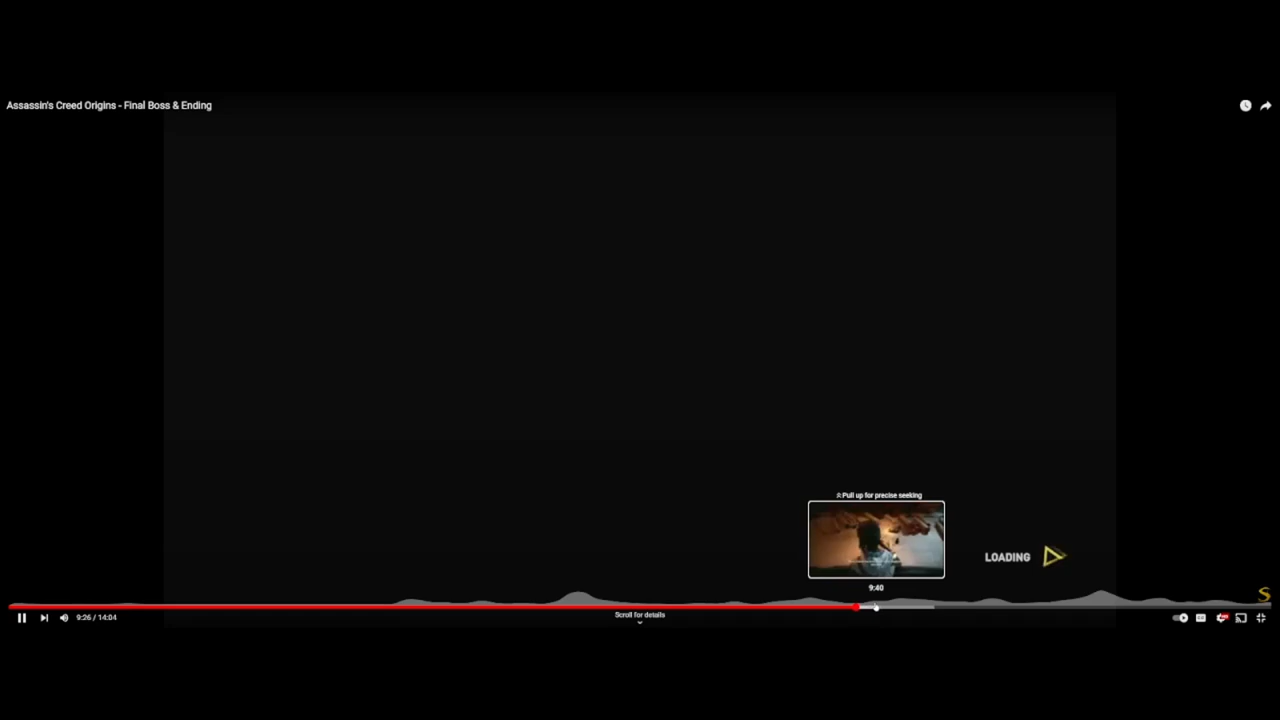 Assassin's Creed Origins - Final Boss & Ending
Pull up for precise seeking
LOADING
9:40
S
9:26 / 14:04
Scroll for details